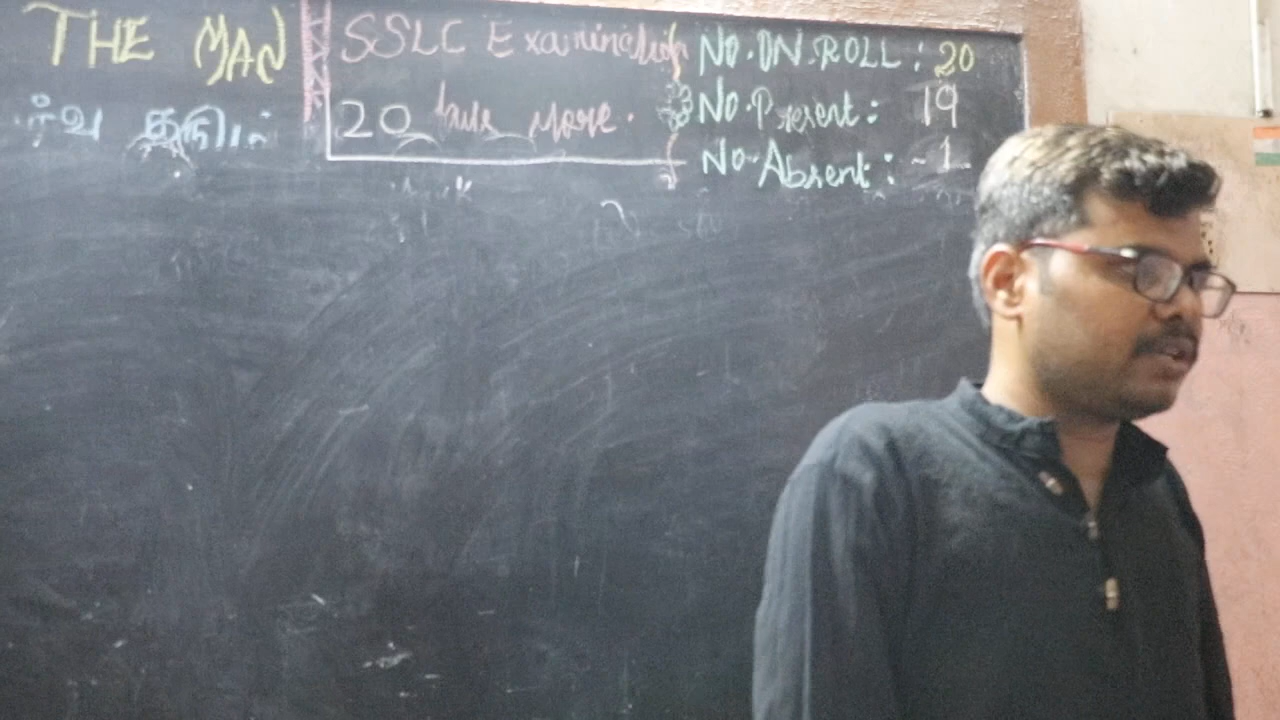 THE MAN
SSLC Examination
20 days more.
No.ON.ROLL : 20
No.Present : 19
No.Absent : 1